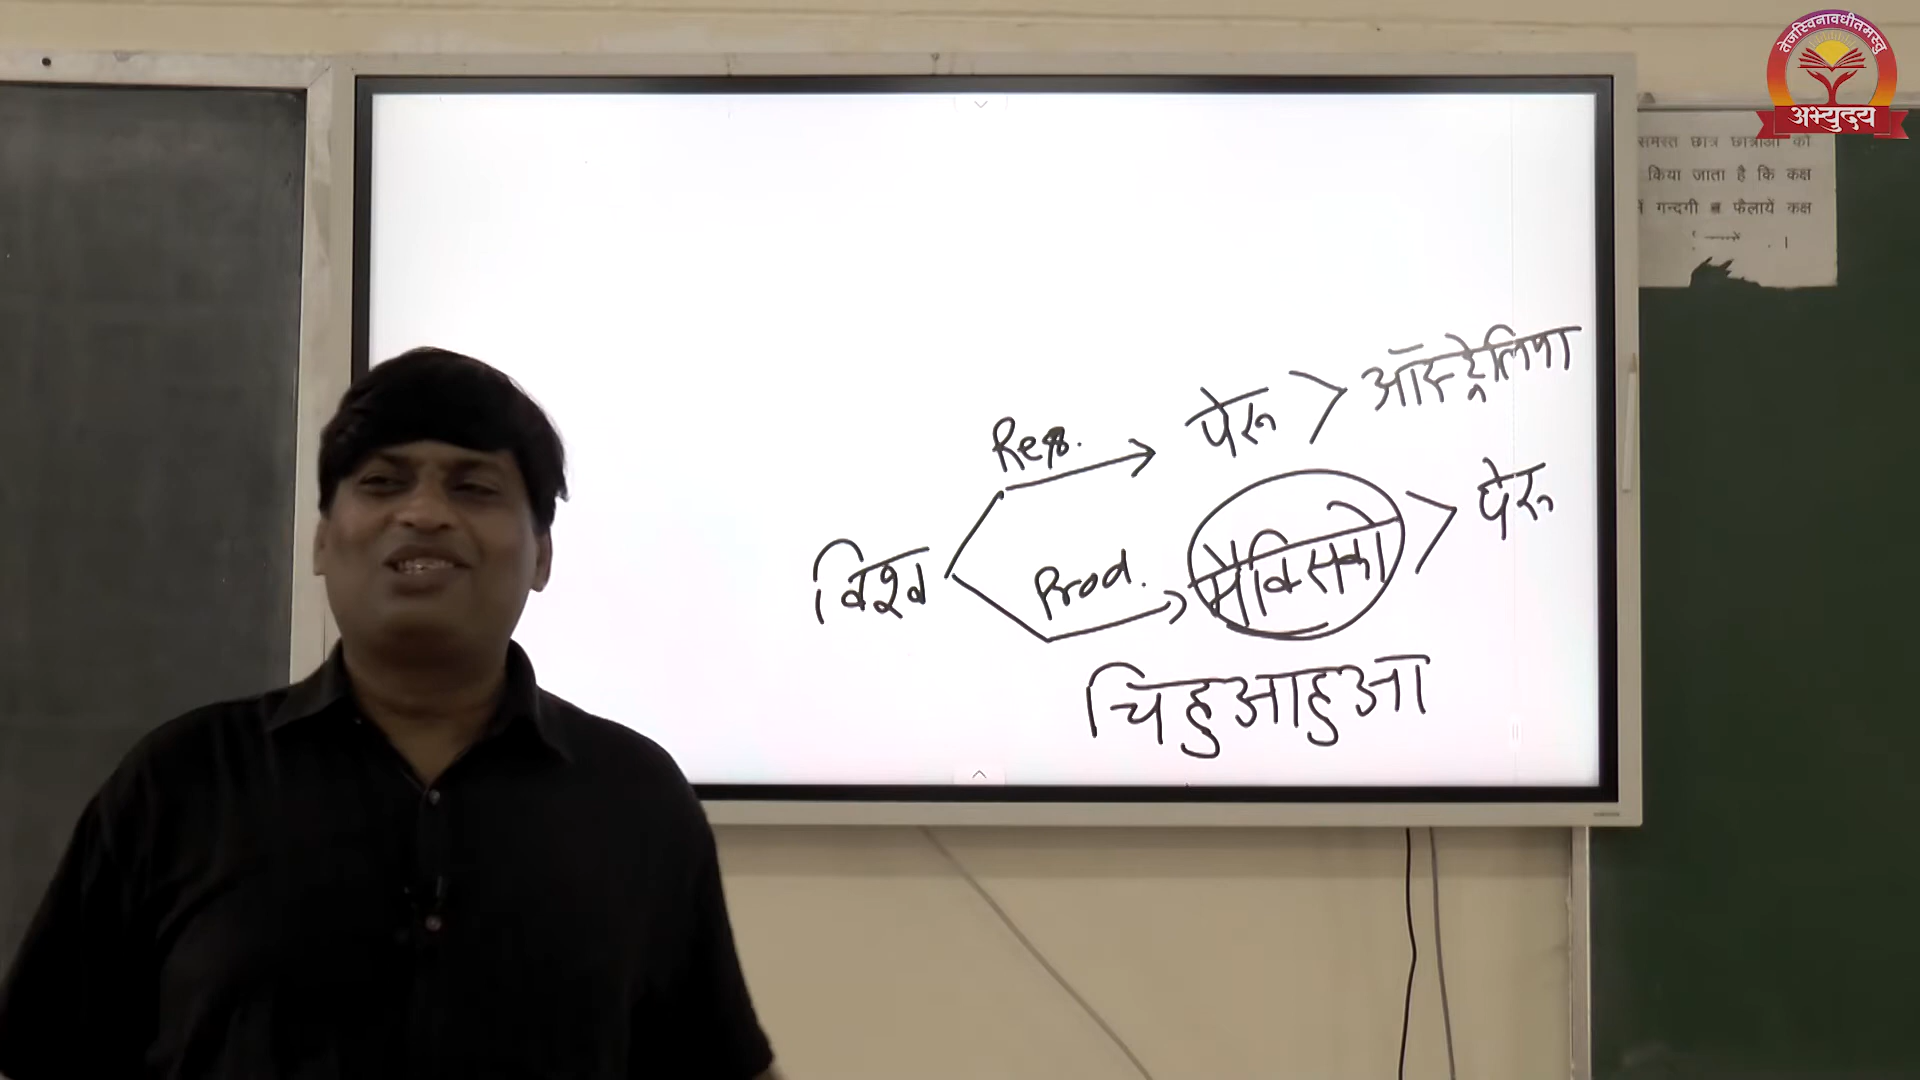 तेजस्विनावधीतमस्तु
अभ्युदय
समस्त छात्र छात्राओं को
किया जाता है कि कक्ष
में गन्दगी न फैलायें कक्ष
Res. पेरू > ऑस्ट्रेलिया
विश्व
Prod. मैक्सिको > पेरू
चिहुआहुआ